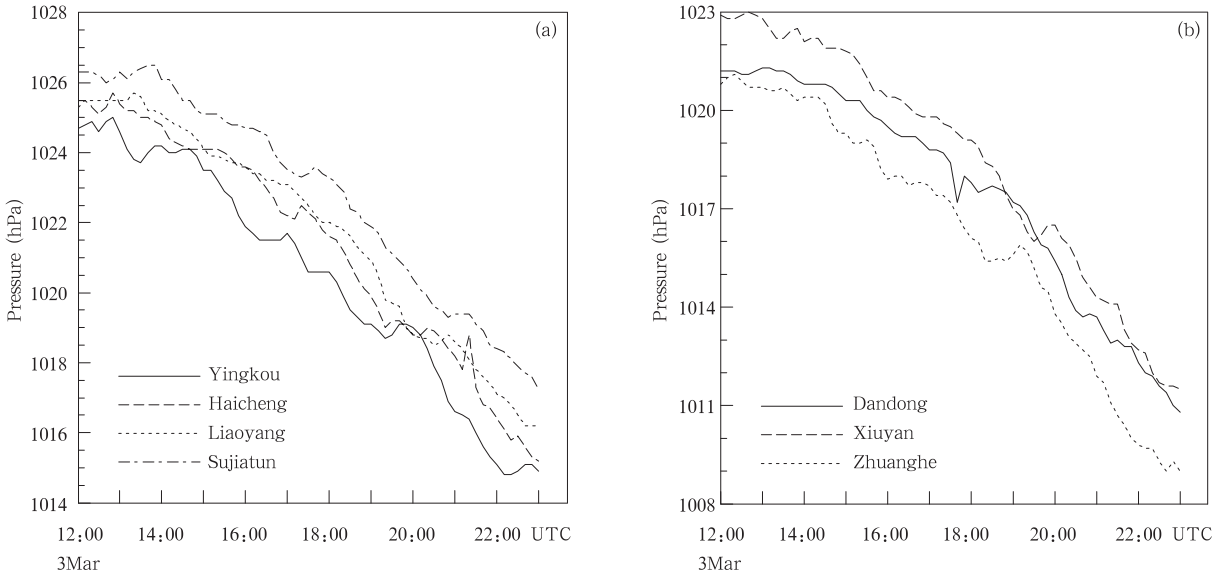 1028
(a)
1026
1024
1022
1020
1018
1016
1014
Pressure (hPa)
Yingkou
Haicheng
Liaoyang
Sujiatun
12:00 14:00 16:00 18:00 20:00 22:00 UTC
3Mar
1023
(b)
1020
1017
1014
1011
1008
Pressure (hPa)
Dandong
Xiuyan
Zhuanghe
12:00 14:00 16:00 18:00 20:00 22:00 UTC
3Mar